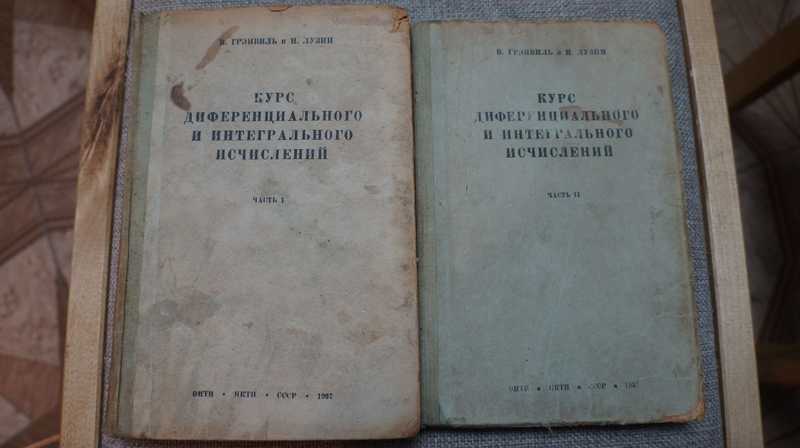 В. ГРЭНВИЛЬ и Н. ЛУЗИН
КУРС
ДИФЕРЕНЦИАЛЬНОГО
И ИНТЕГРАЛЬНОГО
ИСЧИСЛЕНИЙ
ЧАСТЬ I
ОНТИ • НКТП • СССР • 1937
В. ГРЭНВИЛЬ и Н. ЛУЗИН
КУРС
ДИФЕРЕНЦИАЛЬНОГО
И ИНТЕГРАЛЬНОГО
ИСЧИСЛЕНИЙ
ЧАСТЬ II
ОНТИ • НКТП • СССР • 1937